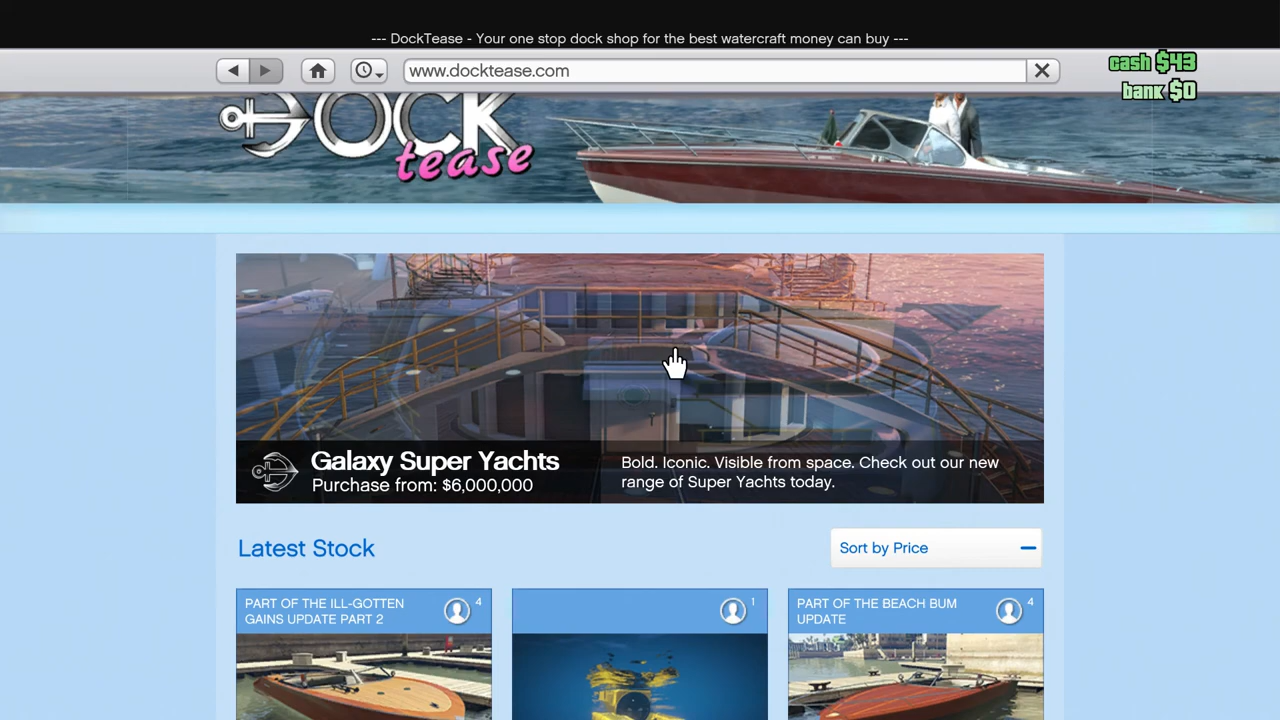 --- DockTease - Your one stop dock shop for the best watercraft money can buy ---
www.docktease.com
cash $43
bank $0
DOCK
tease
Galaxy Super Yachts
Purchase from: $6,000,000
Bold. Iconic. Visible from space. Check out our new
range of Super Yachts today.
Latest Stock
Sort by Price
PART OF THE ILL-GOTTEN
GAINS UPDATE PART 2
4
1
PART OF THE BEACH BUM
UPDATE
4